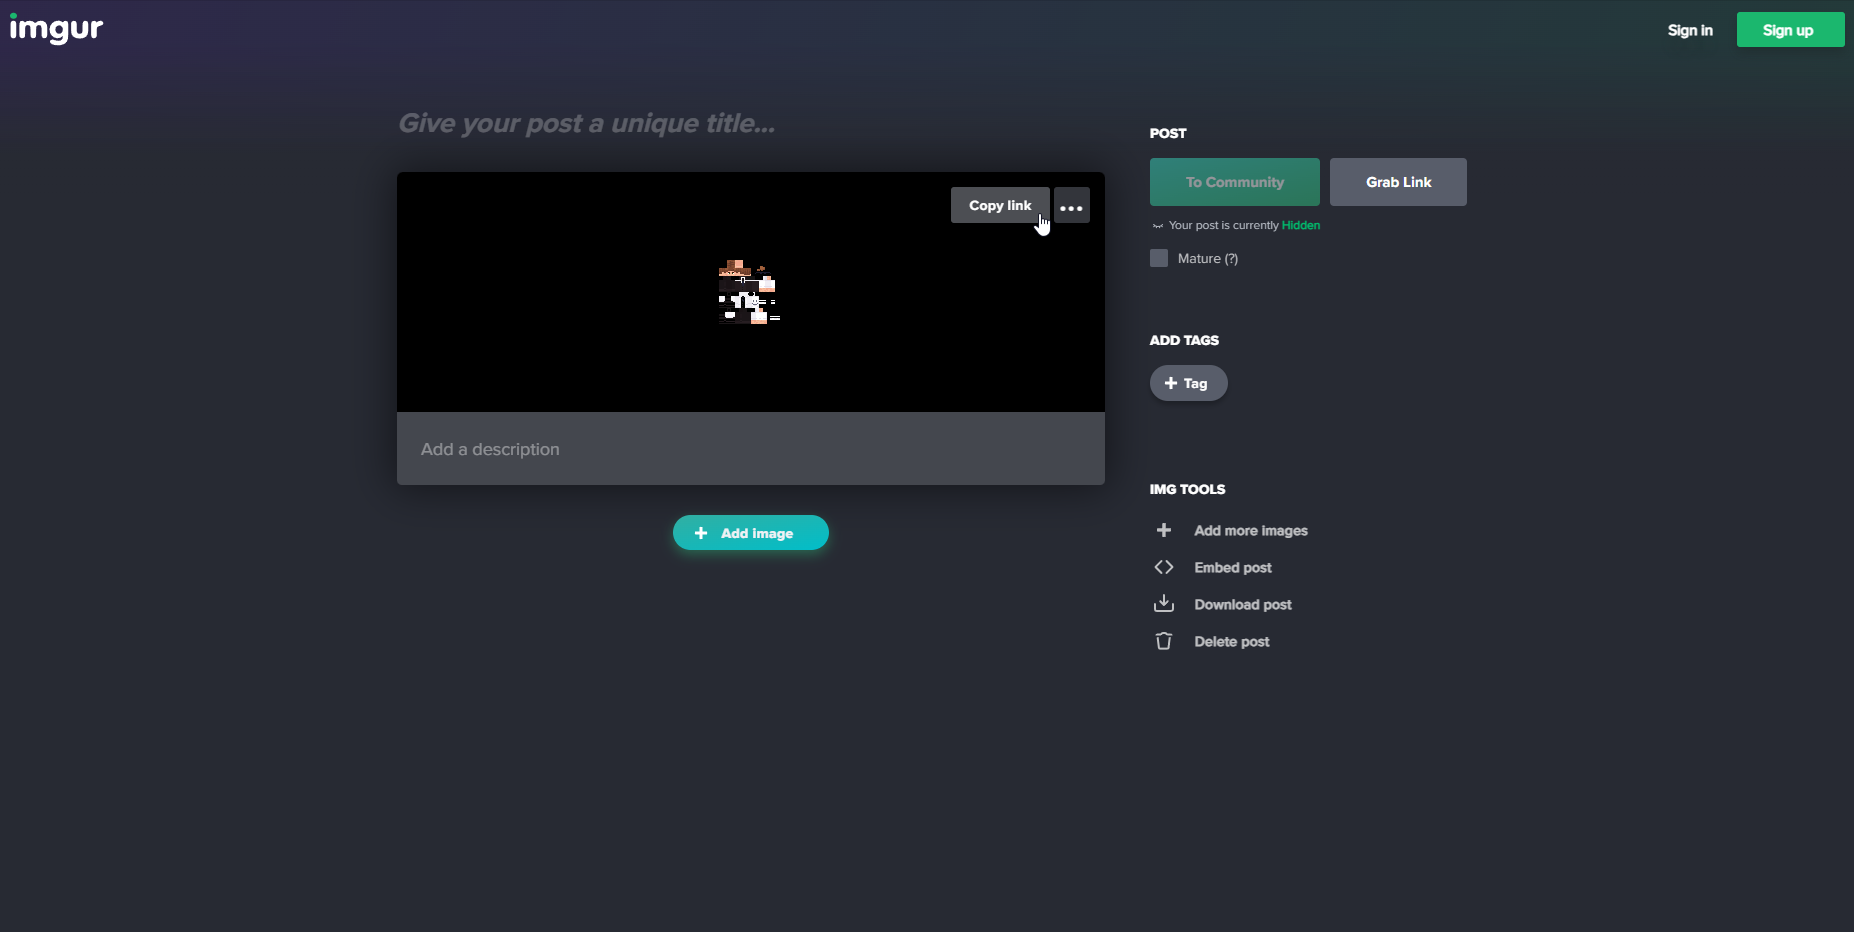 imgur
Sign in
Sign up
Give your post a unique title...
Copy link
Add a description
Add image
POST
To Community
Grab Link
Your post is currently Hidden
Mature (?)
ADD TAGS
Tag
IMG TOOLS
Add more images
Embed post
Download post
Delete post